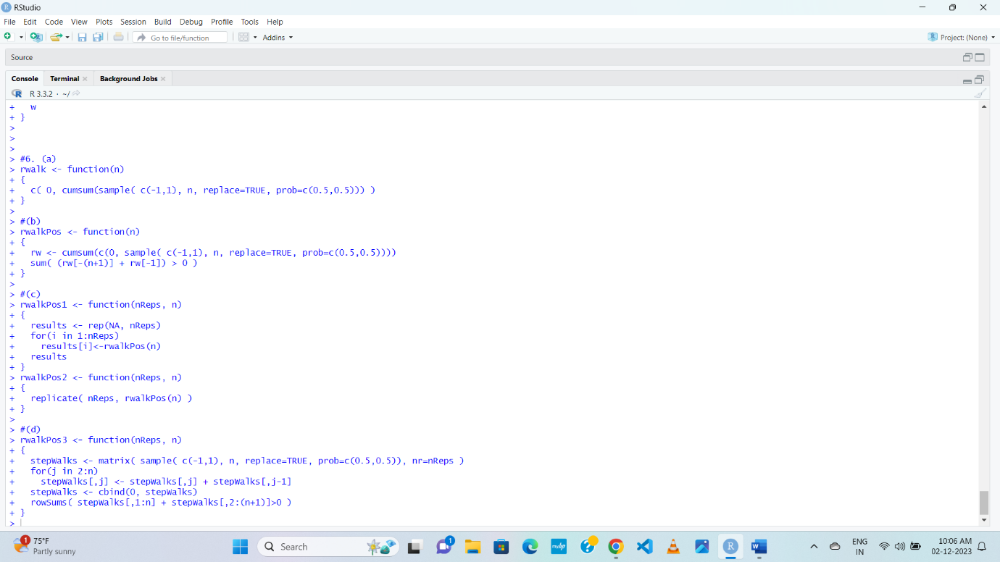 RStudio
File Edit Code View Plots Session Build Debug Profile Tools Help
Go to file/function Addins Project: (None)
Source
Console Terminal Background Jobs
R 3.3.2 · ~/
+   w
+ }
>
>
>
> #6. (a)
> rwalk <- function(n)
+ {
+   c( 0, cumsum(sample( c(-1,1), n, replace=TRUE, prob=c(0.5,0.5))) )
+ }
>
> #(b)
> rwalkPos <- function(n)
+ {
+   rw <- cumsum(c(0, sample( c(-1,1), n, replace=TRUE, prob=c(0.5,0.5))))
+   sum( (rw[-(n+1)] + rw[-1]) > 0 )
+ }
>
> #(c)
> rwalkPos1 <- function(nReps, n)
+ {
+   results <- rep(NA, nReps)
+   for(i in 1:nReps)
+     results[i]<-rwalkPos(n)
+   results
+ }
> rwalkPos2 <- function(nReps, n)
+ {
+   replicate( nReps, rwalkPos(n) )
+ }
>
> #(d)
> rwalkPos3 <- function(nReps, n)
+ {
+   stepWalks <- matrix( sample( c(-1,1), n, replace=TRUE, prob=c(0.5,0.5)), nr=nReps )
+   for(j in 2:n)
+     stepWalks[,j] <- stepWalks[,j] + stepWalks[,j-1]
+   stepWalks <- cbind(0, stepWalks)
+   rowSums( stepWalks[,1:n] + stepWalks[,2:(n+1)]>0 )
+ }
>
1 75°F
Partly sunny
Search
1
myhp
ENG
IN
10:06 AM
02-12-2023